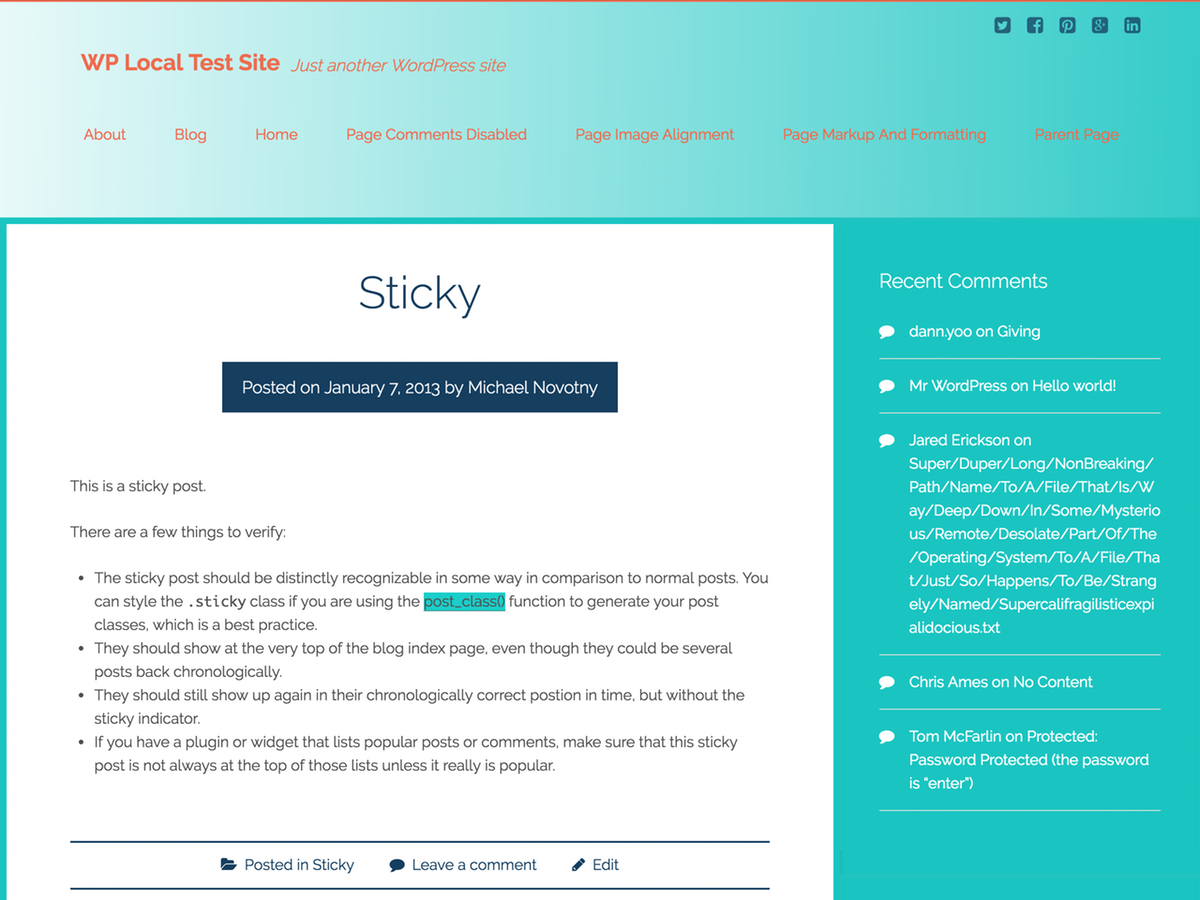 WP Local Test Site Just another WordPress site
About Blog Home Page Comments Disabled Page Image Alignment Page Markup And Formatting Parent Page
Sticky
Posted on January 7, 2013 by Michael Novotny
This is a sticky post.
There are a few things to verify:
• The sticky post should be distinctly recognizable in some way in comparison to normal posts. You
can style the .sticky class if you are using the post_class() function to generate your post
classes, which is a best practice.
• They should show at the very top of the blog index page, even though they could be several
posts back chronologically.
• They should still show up again in their chronologically correct postion in time, but without the
sticky indicator.
• If you have a plugin or widget that lists popular posts or comments, make sure that this sticky
post is not always at the top of those lists unless it really is popular.
Posted in Sticky Leave a comment Edit
Recent Comments
dann.yoo on Giving
Mr WordPress on Hello world!
Jared Erickson on
Super/Duper/Long/NonBreaking/
Path/Name/To/A/File/That/Is/W
ay/Deep/Down/In/Some/Mysterio
us/Remote/Desolate/Part/Of/The
/Operating/System/To/A/File/Tha
t/Just/So/Happens/To/Be/Strang
ely/Named/Supercalifragilisticexpi
alidocious.txt
Chris Ames on No Content
Tom McFarlin on Protected:
Password Protected (the password
is “enter”)